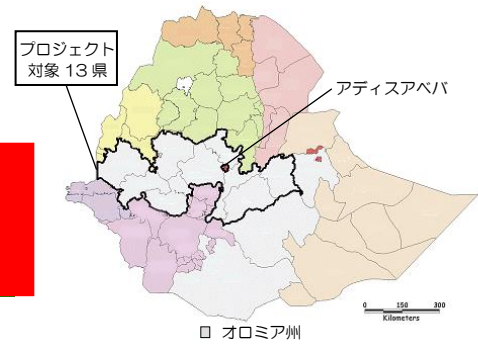 プロジェクト
対象 13 県
アディスアベバ
0 150 300
Kilometers
オロミア州